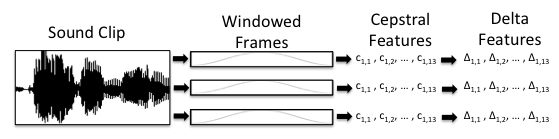 Sound Clip
Windowed
Frames
Cepstral
Features
Delta
Features
c1,1 , c1,2, … , c1,13
Δ1,1 , Δ1,2, … , Δ1,13
c1,1 , c1,2, … , c1,13
Δ1,1 , Δ1,2, … , Δ1,13
c1,1 , c1,2, … , c1,13
Δ1,1 , Δ1,2, … , Δ1,13